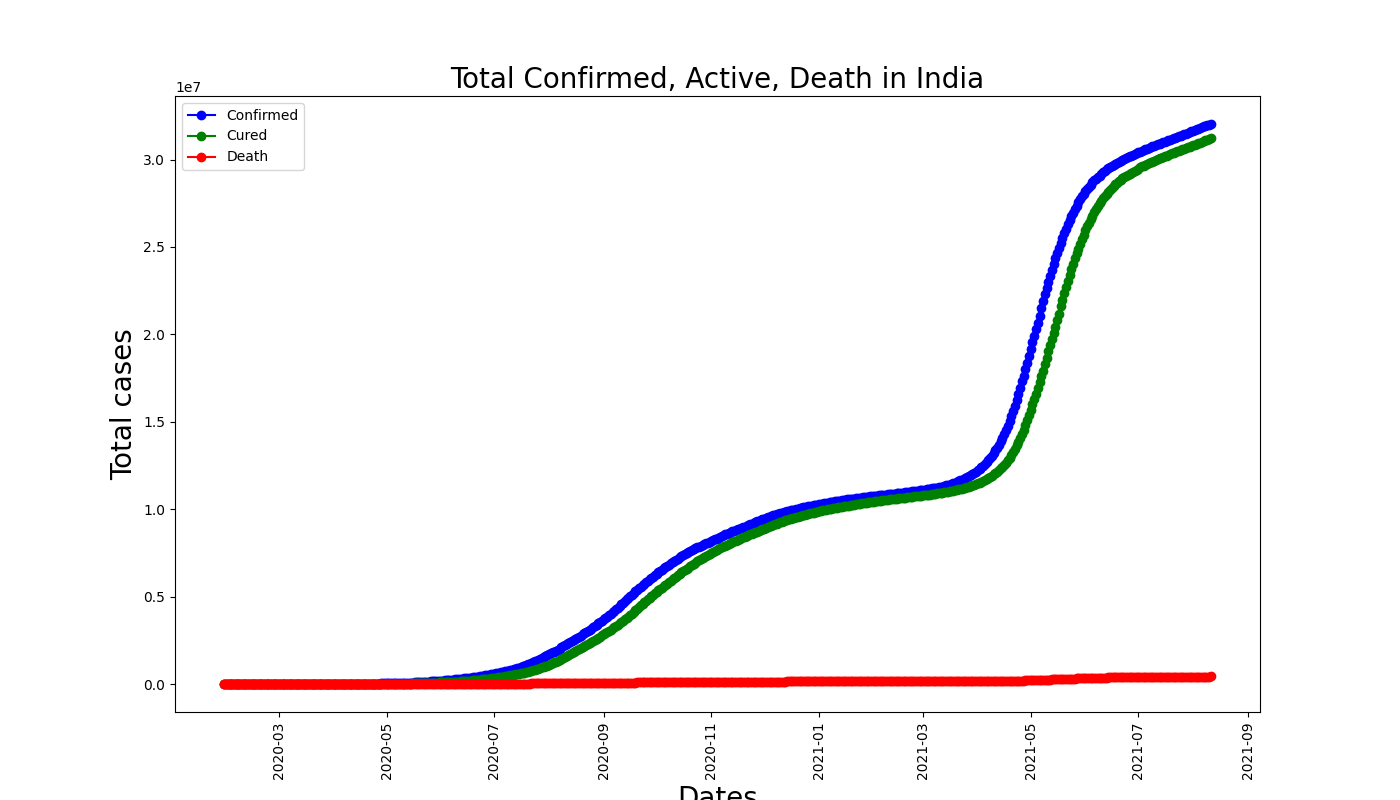 Total Confirmed, Active, Death in India
1e7
Confirmed
Cured
Death
3.0
2.5
2.0
1.5
1.0
0.5
0.0
Total cases
2020-03
2020-05
2020-07
2020-09
2020-11
2021-01
2021-03
2021-05
2021-07
2021-09
Dates